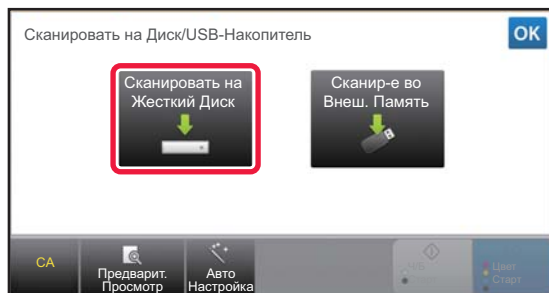 Сканировать на Диск/USB-Накопитель
OK
Сканировать на
Жесткий Диск
Сканир-е во
Внеш. Память
CA
Предварит.
Просмотр
Авто
Настройка
Ч/Б
Старт
Цвет
Старт